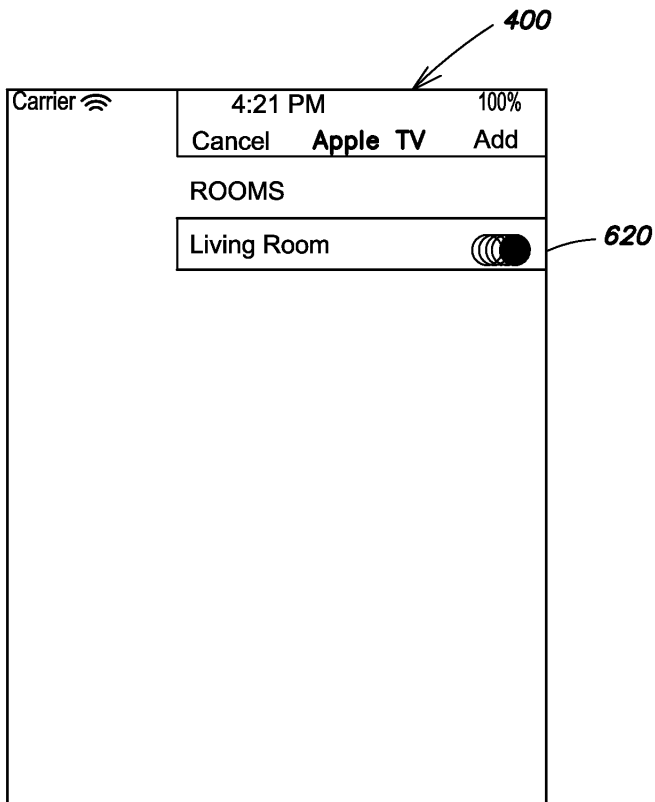 400
Carrier 4:21 PM 100%
Cancel Apple TV Add
ROOMS
Living Room
620